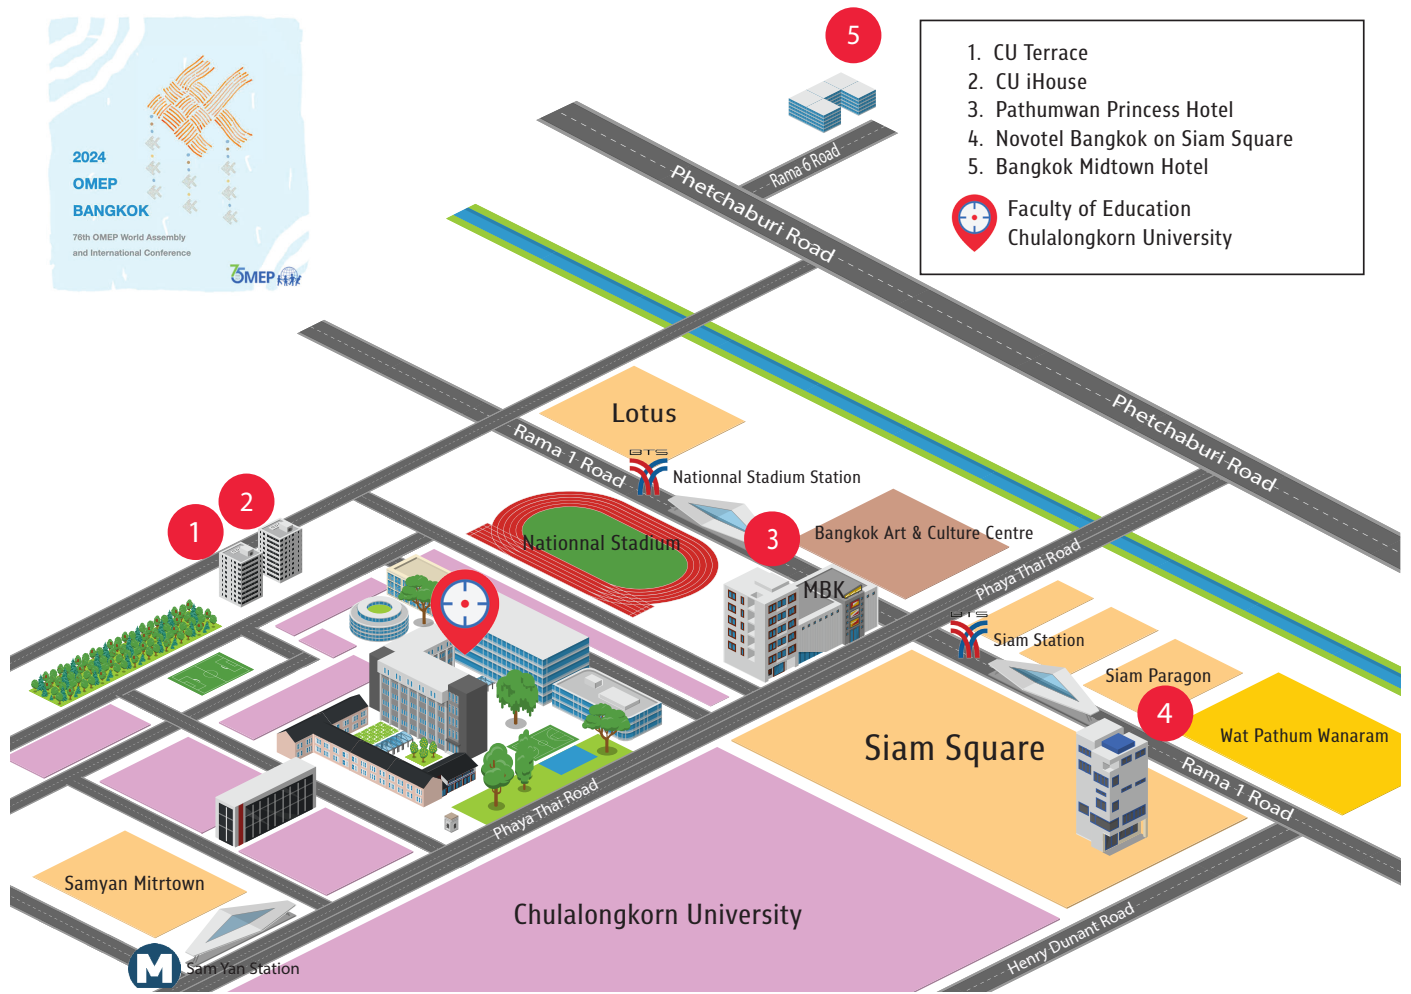 2024
OMEP
BANGKOK
76th OMEP World Assembly
and International Conference
75
OMEP
5
1. CU Terrace
2. CU iHouse
3. Pathumwan Princess Hotel
4. Novotel Bangkok on Siam Square
5. Bangkok Midtown Hotel
Faculty of Education
Chulalongkorn University
Rama 6 Road
Phetchaburi Road
Phetchaburi Road
Lotus
Rama 1 Road
BTS
Nationnal Stadium Station
2
1
3
Nationnal Stadium
Bangkok Art & Culture Centre
MBK
Phaya Thai Road
BTS
Siam Station
Siam Paragon
4
Wat Pathum Wanaram
Siam Square
Rama 1 Road
Phaya Thai Road
Samyan Mitrtown
Chulalongkorn University
Henry Dunant Road
M
Sam Yan Station